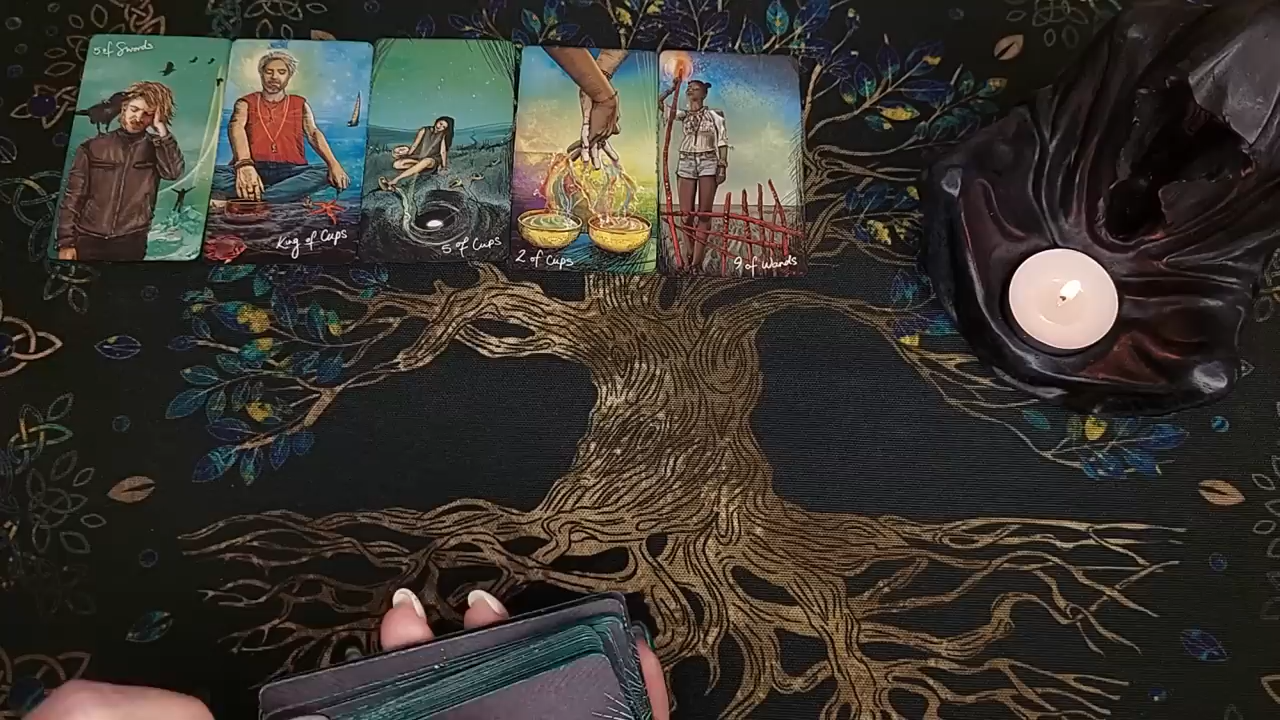 5 of Swords
King of Cups
5 of Cups
2 of Cups
9 of Wands